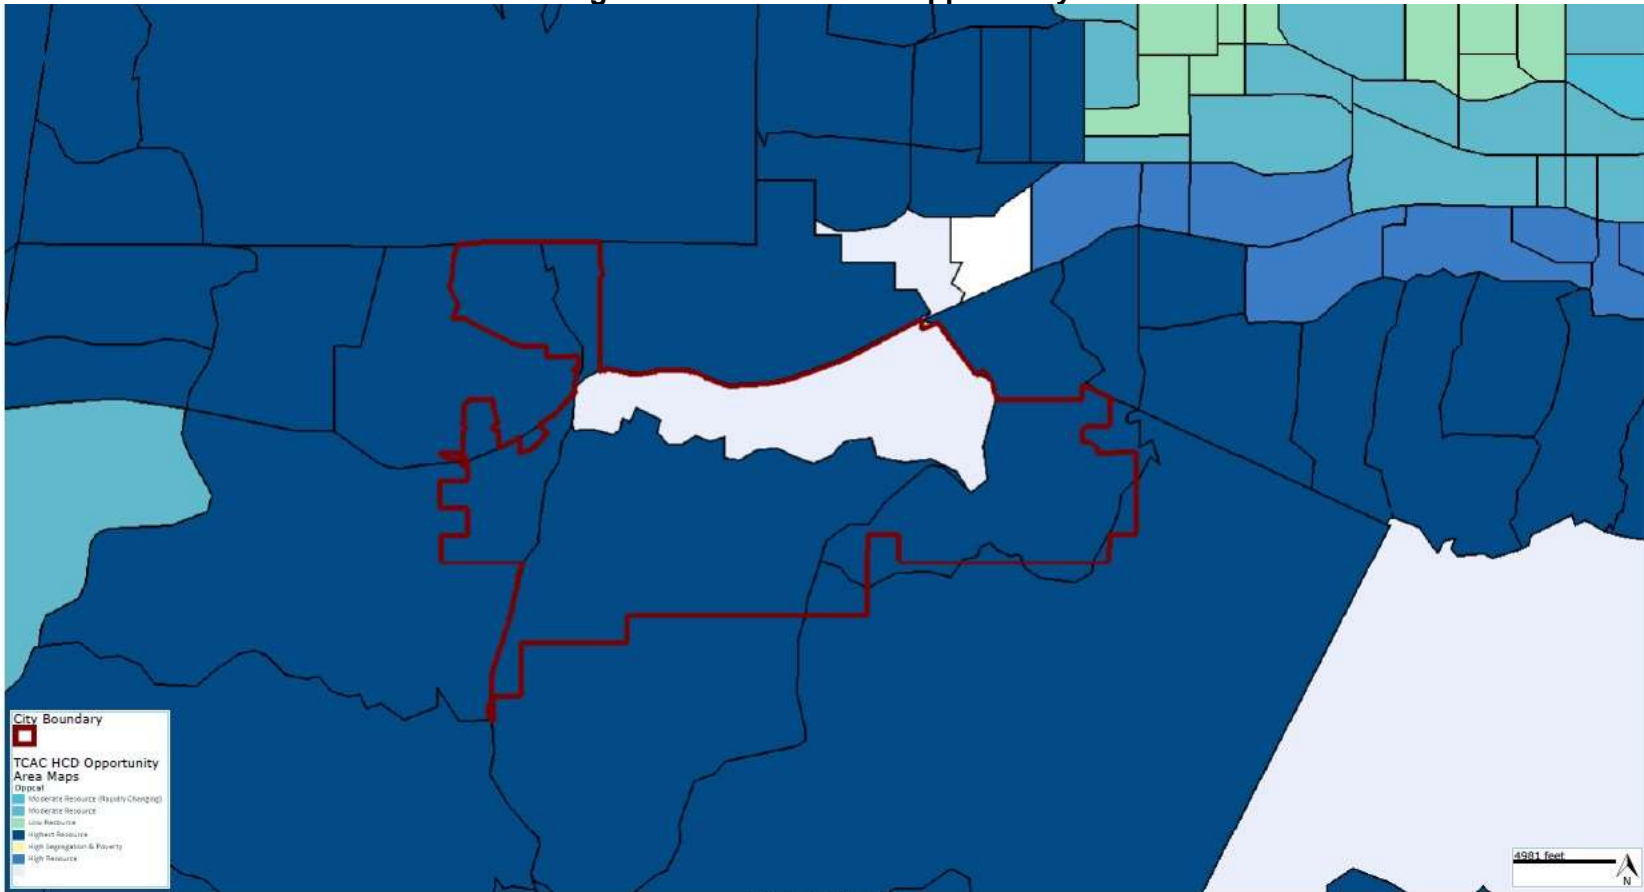 City Boundary
TCAC HCD Opportunity
Area Maps
Oppcat
Moderate Resource (Rapidly Changing)
Moderate Resource
Low Resource
Highest Resource
High Segregation & Poverty
High Resource
4981 feet
N